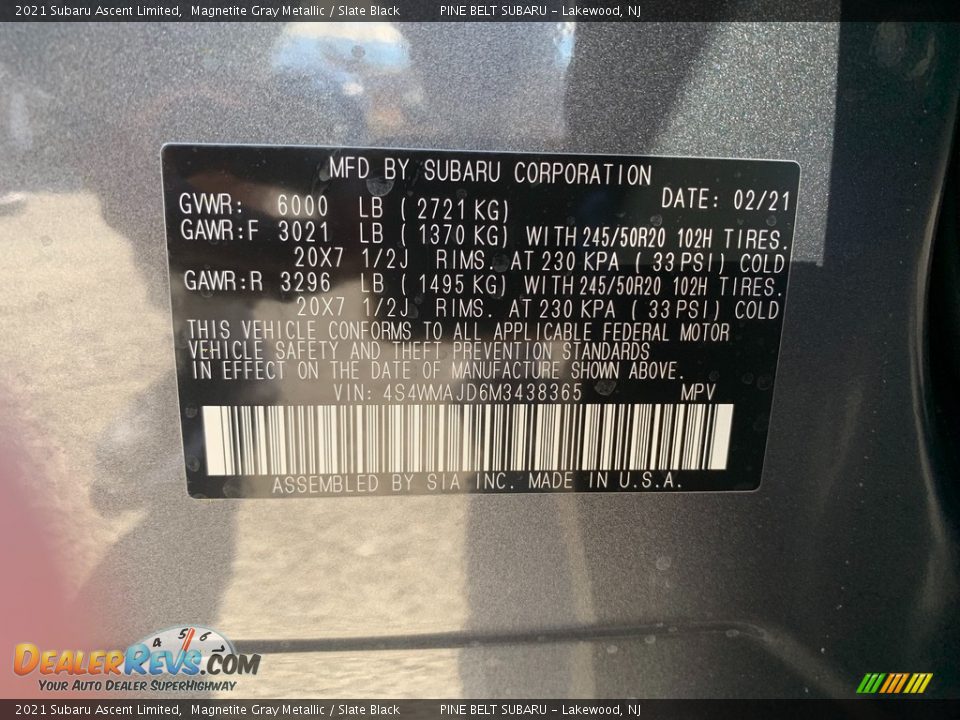 2021 Subaru Ascent Limited, Magnetite Gray Metallic / Slate Black PINE BELT SUBARU - Lakewood, NJ
MFD BY SUBARU CORPORATION
GVWR: 6000 LB ( 2721 KG) DATE: 02/21
GAWR:F 3021 LB ( 1370 KG) WITH 245/50R20 102H TIRES.
20X7 1/2J RIMS. AT 230 KPA ( 33 PSI) COLD
GAWR:R 3296 LB ( 1495 KG) WITH 245/50R20 102H TIRES.
20X7 1/2J RIMS. AT 230 KPA ( 33 PSI) COLD
THIS VEHICLE CONFORMS TO ALL APPLICABLE FEDERAL MOTOR
VEHICLE SAFETY AND THEFT PREVENTION STANDARDS
IN EFFECT ON THE DATE OF MANUFACTURE SHOWN ABOVE.
VIN: 4S4WMAJD6M3438365 MPV
ASSEMBLED BY SIA INC. MADE IN U.S.A.
4 5 6 7
DEALERREVS.COM
YOUR AUTO DEALER SUPERHIGHWAY
2021 Subaru Ascent Limited, Magnetite Gray Metallic / Slate Black PINE BELT SUBARU - Lakewood, NJ